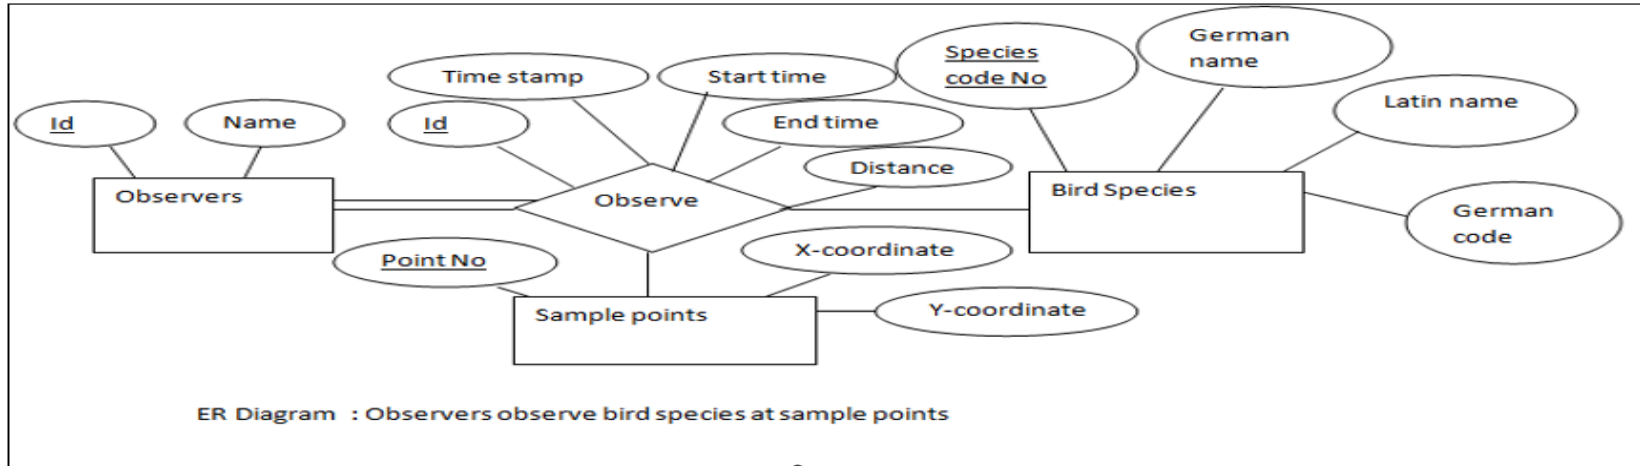 Species
code No
German
name
Time stamp
Start time
Latin name
Id
Name
Id
End time
Distance
Observers
Observe
Bird Species
German
code
Point No
X-coordinate
Sample points
Y-coordinate
ER Diagram : Observers observe bird species at sample points